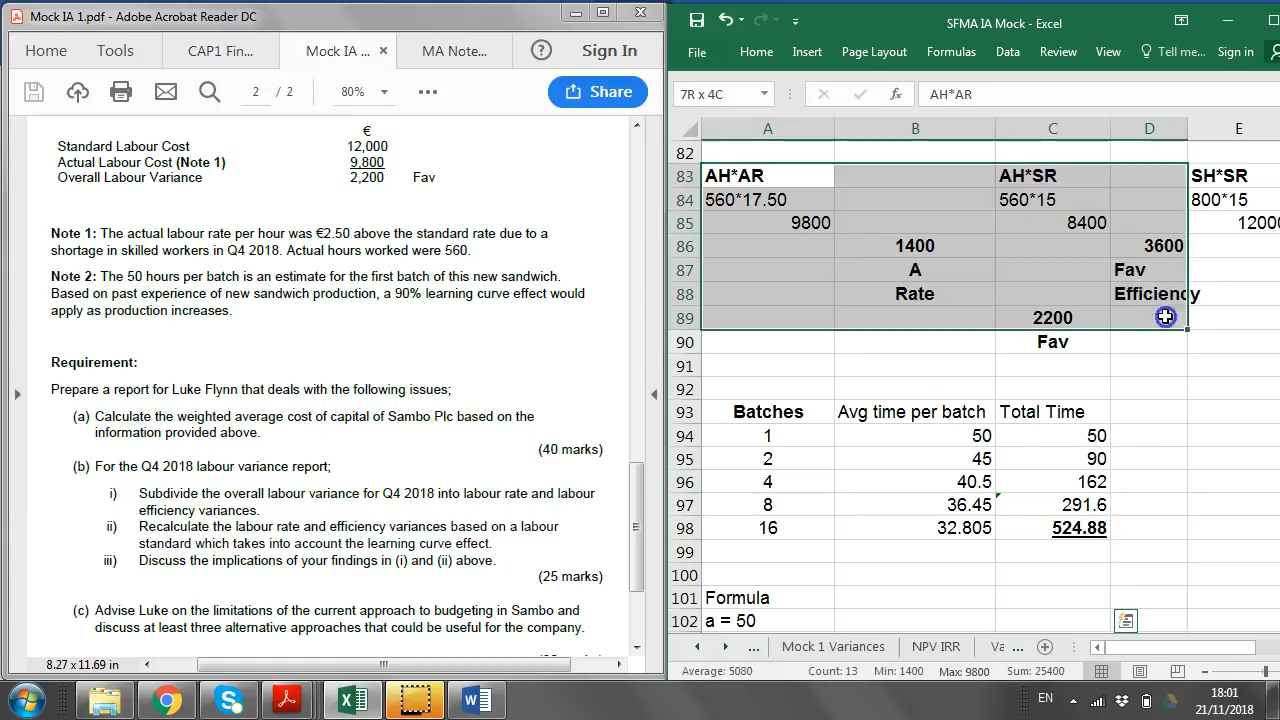 Mock IA 1.pdf - Adobe Acrobat Reader DC
Home Tools CAP1 Fin... Mock IA ... × MA Note... ? Sign In
2 / 2 80% Share
€
Standard Labour Cost 12,000
Actual Labour Cost (Note 1) 9,800
Overall Labour Variance 2,200 Fav
Note 1: The actual labour rate per hour was €2.50 above the standard rate due to a
shortage in skilled workers in Q4 2018. Actual hours worked were 560.
Note 2: The 50 hours per batch is an estimate for the first batch of this new sandwich.
Based on past experience of new sandwich production, a 90% learning curve effect would
apply as production increases.
Requirement:
Prepare a report for Luke Flynn that deals with the following issues;
(a) Calculate the weighted average cost of capital of Sambo Plc based on the
information provided above.
(40 marks)
(b) For the Q4 2018 labour variance report;
i) Subdivide the overall labour variance for Q4 2018 into labour rate and labour
efficiency variances.
ii) Recalculate the labour rate and efficiency variances based on a labour
standard which takes into account the learning curve effect.
iii) Discuss the implications of your findings in (i) and (ii) above.
(25 marks)
(c) Advise Luke on the limitations of the current approach to budgeting in Sambo and
discuss at least three alternative approaches that could be useful for the company.
8.27 x 11.69 in
SFMA IA Mock - Excel
File Home Insert Page Layout Formulas Data Review View Tell me... Sign in
7R x 4C fx AH*AR
A B C D E
82
83 AH*AR AH*SR SH*SR
84 560*17.50 560*15 800*15
85 9800 8400 12000
86 1400 3600
87 A Fav
88 Rate Efficiency
89 2200
90 Fav
91
92
93 Batches Avg time per batch Total Time
94 1 50 50
95 2 45 90
96 4 40.5 162
97 8 36.45 291.6
98 16 32.805 524.88
99
100
101 Formula
102 a = 50
... Mock 1 Variances NPV IRR Va ...
Average: 5080 Count: 13 Min: 1400 Max: 9800 Sum: 25400
EN 18:01
21/11/2018